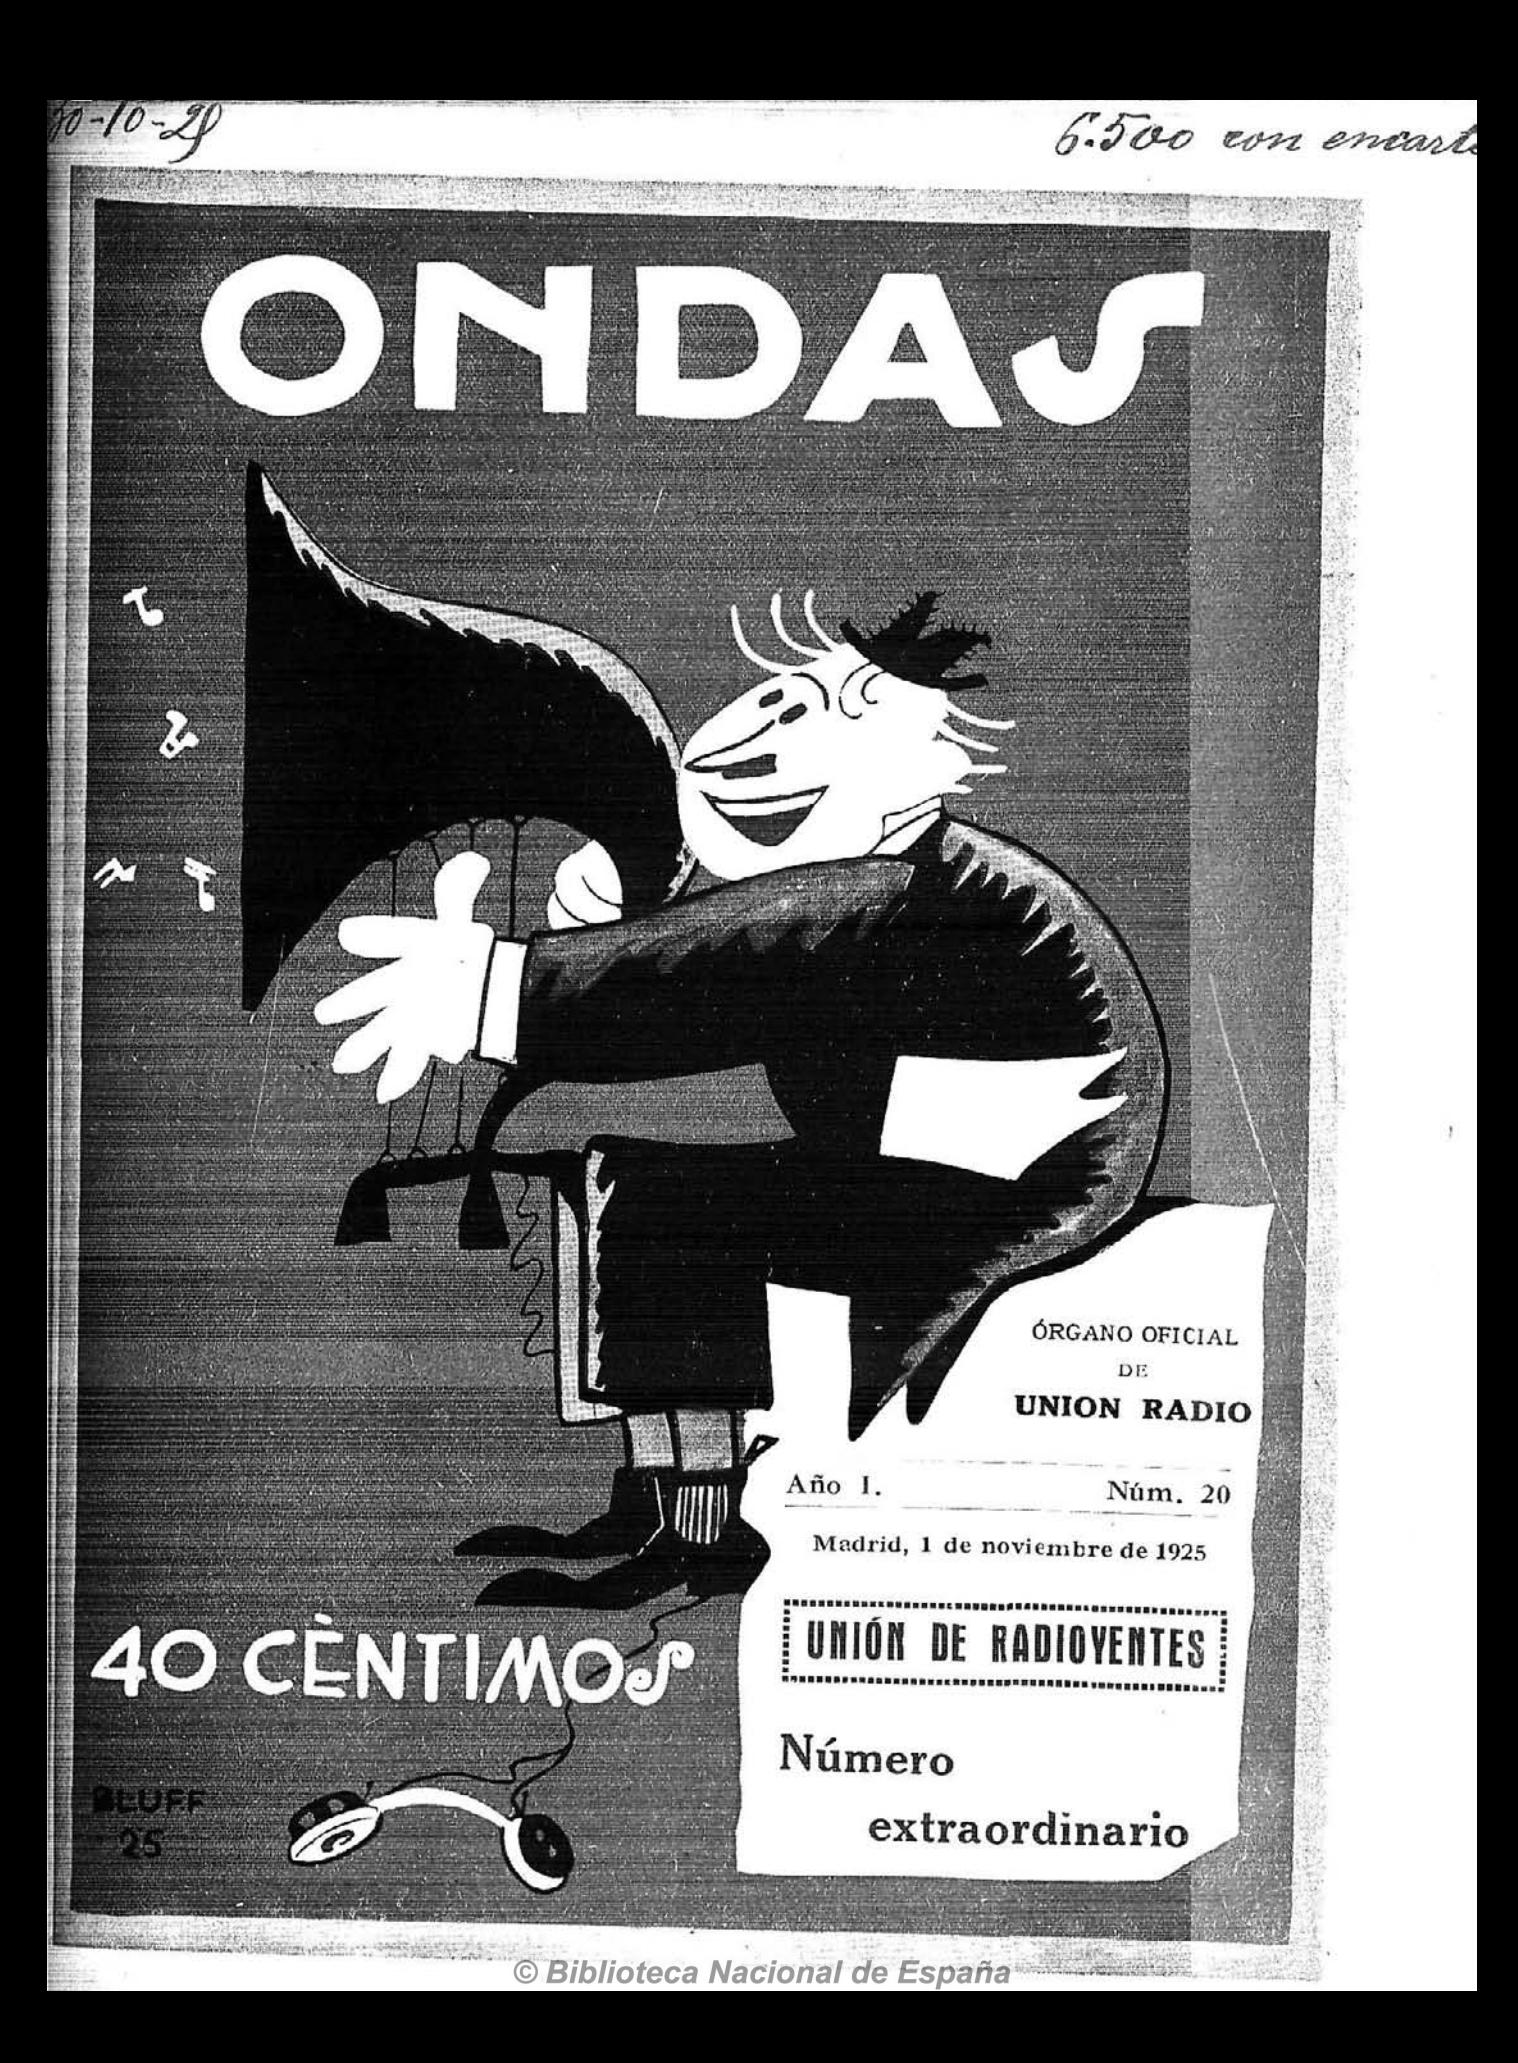 6.500 con encarte
ONDAS
ÓRGANO OFICIAL
DE
UNION RADIO
Año I.
Núm. 20
Madrid, 1 de noviembre de 1925
UNIÓN DE RADIOYENTES
Número
extraordinario
40 CÈNTIMOS
BLUFF
25
© Biblioteca Nacional de España